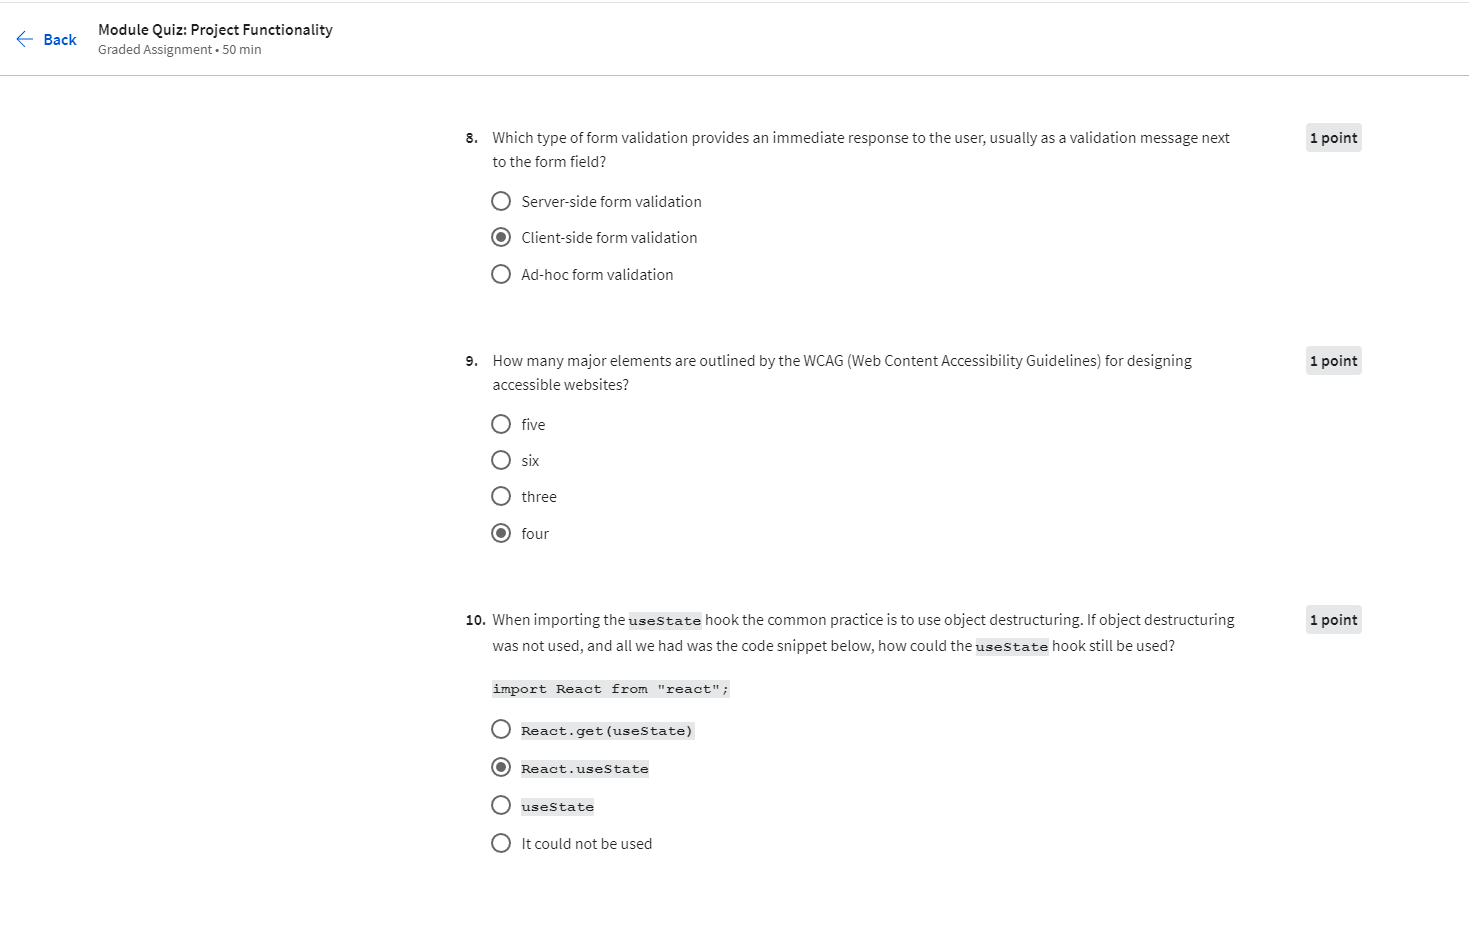 Back
Module Quiz: Project Functionality
Graded Assignment • 50 min
8. Which type of form validation provides an immediate response to the user, usually as a validation message next
to the form field?
1 point
Server-side form validation
Client-side form validation
Ad-hoc form validation
9. How many major elements are outlined by the WCAG (Web Content Accessibility Guidelines) for designing
accessible websites?
1 point
five
six
three
four
10. When importing the useState hook the common practice is to use object destructuring. If object destructuring
was not used, and all we had was the code snippet below, how could the useState hook still be used?
1 point
import React from "react";
React.get(useState)
React.useState
useState
It could not be used